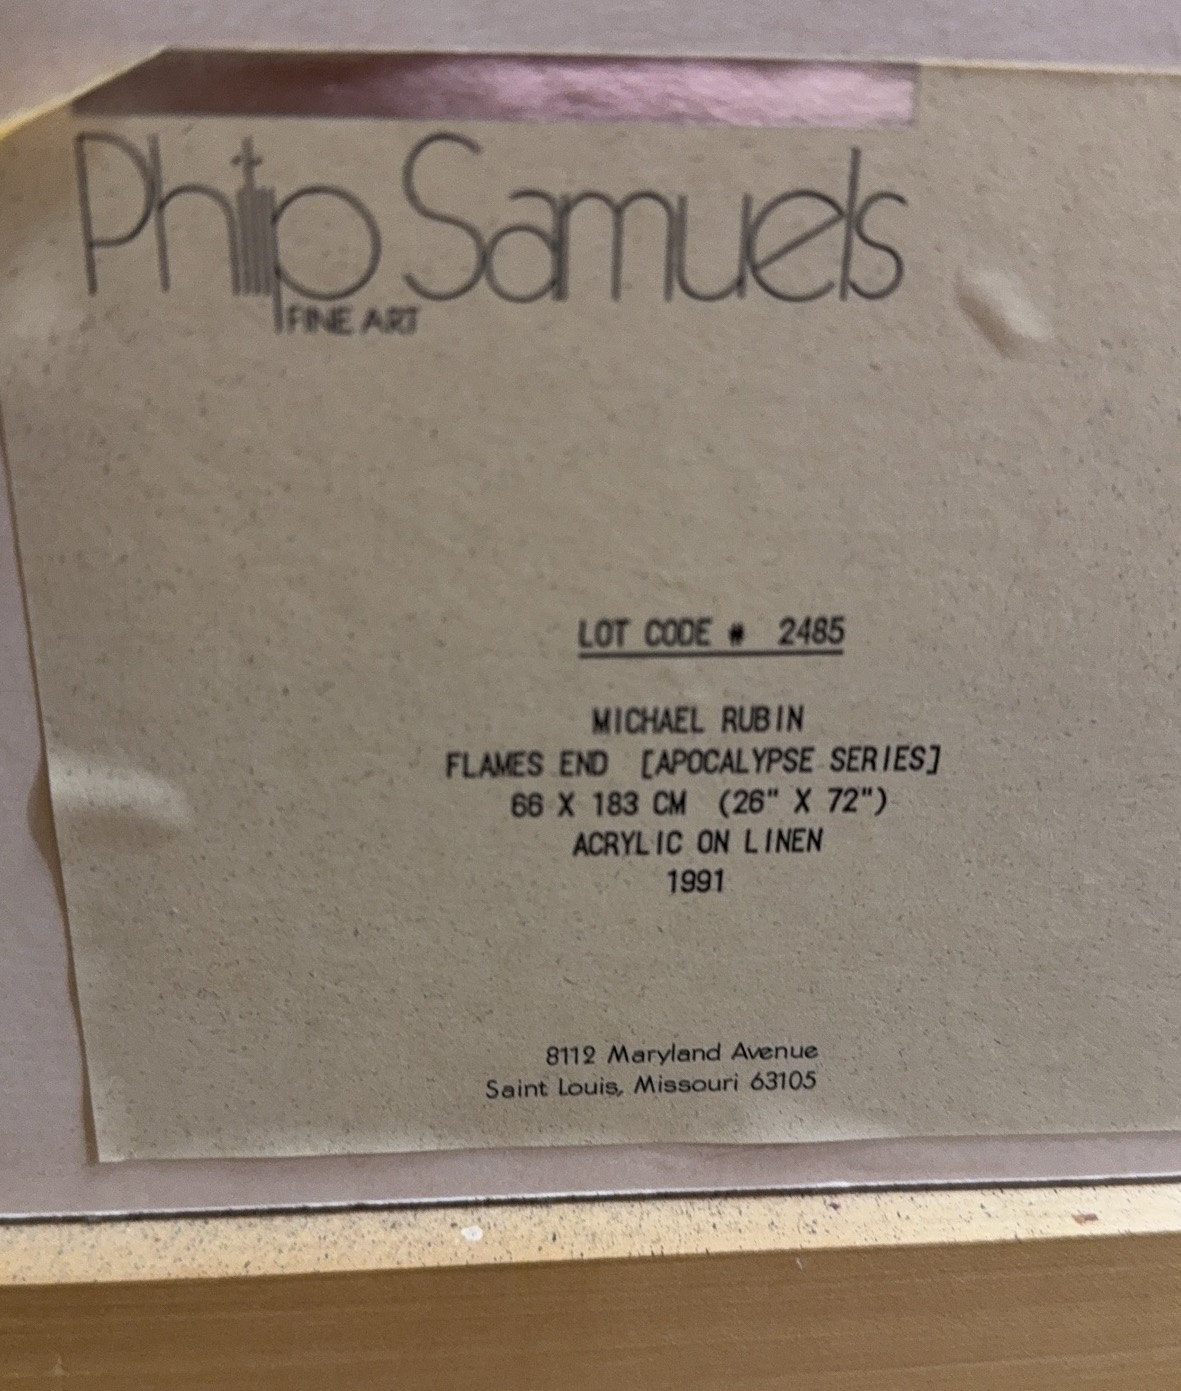 Philip Samuels
FINE ART
LOT CODE # 2485
MICHAEL RUBIN
FLAMES END [APOCALYPSE SERIES]
66 X 183 CM (26" X 72")
ACRYLIC ON LINEN
1991
8112 Maryland Avenue
Saint Louis, Missouri 63105